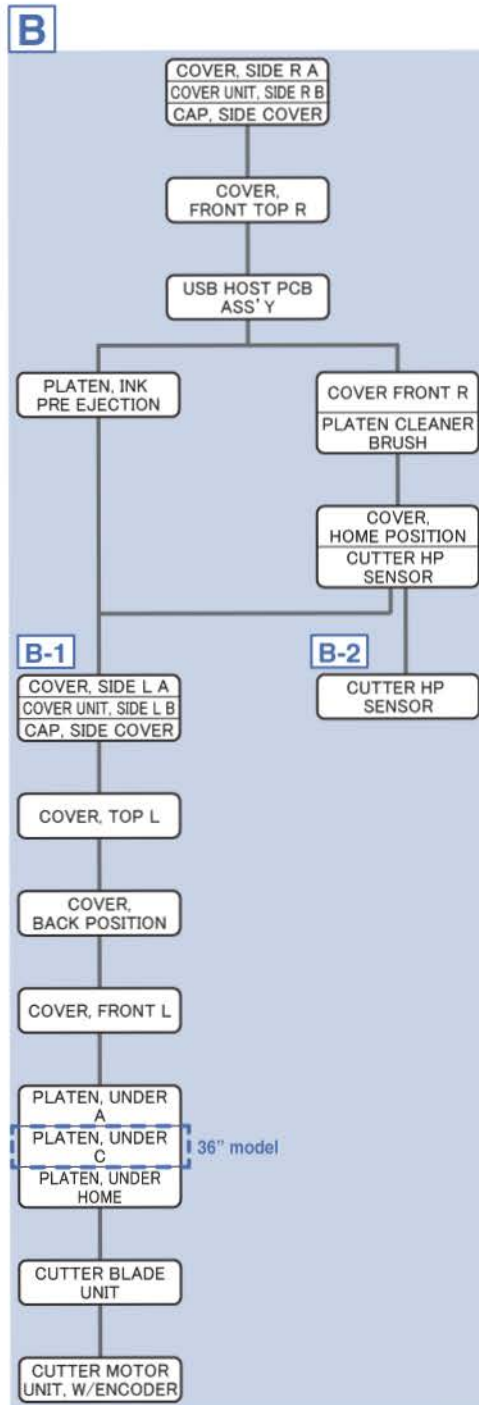 B
COVER, SIDE R A
COVER UNIT, SIDE R B
CAP, SIDE COVER
COVER,
FRONT TOP R
USB HOST PCB
ASS'Y
PLATEN, INK
PRE EJECTION
COVER FRONT R
PLATEN CLEANER
BRUSH
COVER,
HOME POSITION
CUTTER HP
SENSOR
B-1
B-2
COVER, SIDE L A
COVER UNIT, SIDE L B
CAP, SIDE COVER
CUTTER HP
SENSOR
COVER, TOP L
COVER,
BACK POSITION
COVER, FRONT L
PLATEN, UNDER
A
PLATEN, UNDER
C
36" model
PLATEN, UNDER
HOME
CUTTER BLADE
UNIT
CUTTER MOTOR
UNIT, W/ENCODER